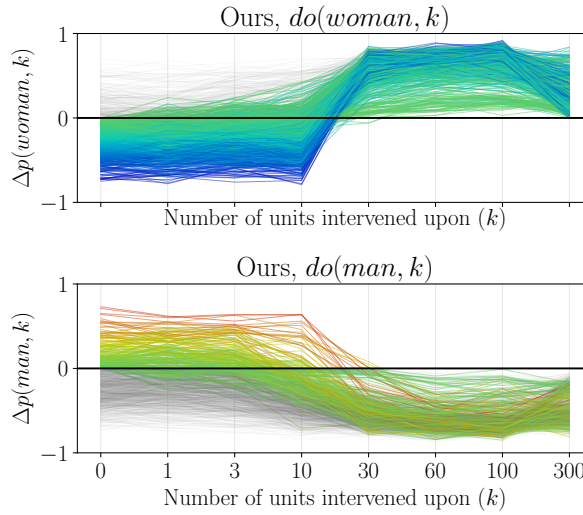 Ours, do(woman, k)
1
0
−1
Δp(woman, k)
Number of units intervened upon (k)
Ours, do(man, k)
1
0
−1
Δp(man, k)
0 1 3 10 30 60 100 300
Number of units intervened upon (k)